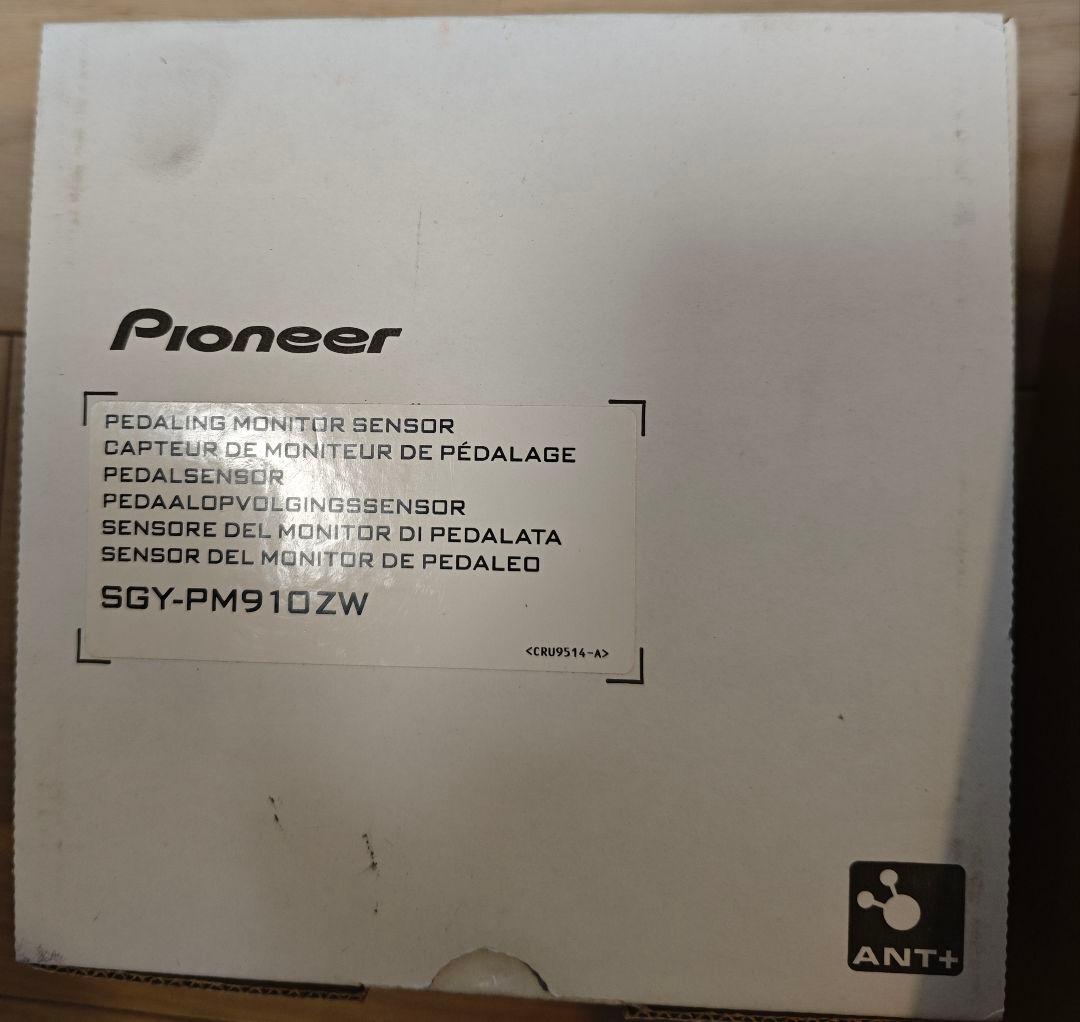 Pioneer
PEDALING MONITOR SENSOR
CAPTEUR DE MONITEUR DE PÉDALAGE
PEDALSENSOR
PEDAALOPVOLGINGSSENSOR
SENSORE DEL MONITOR DI PEDALATA
SENSOR DEL MONITOR DE PEDALEO
SGY-PM910ZW
<CRU9514-A>
ANT+